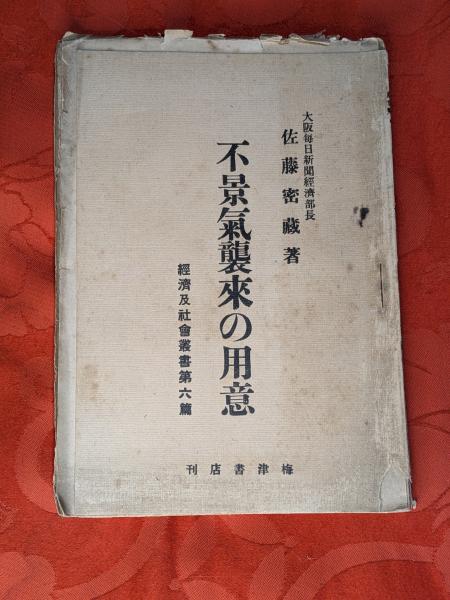 大阪每日新聞經濟部長
佐藤密藏著
不景氣襲來の用意
經濟及社會叢書第六篇
梅津書店刊